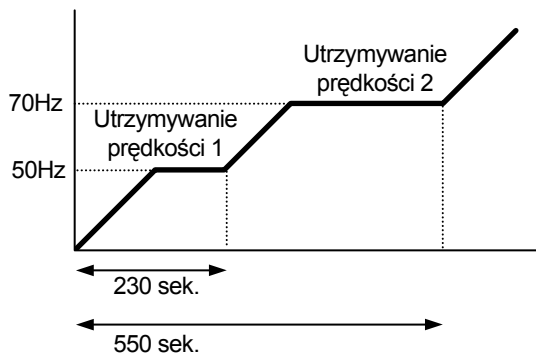 Utrzymywanie
prędkości 2
70Hz
Utrzymywanie
prędkości 1
50Hz
230 sek.
550 sek.